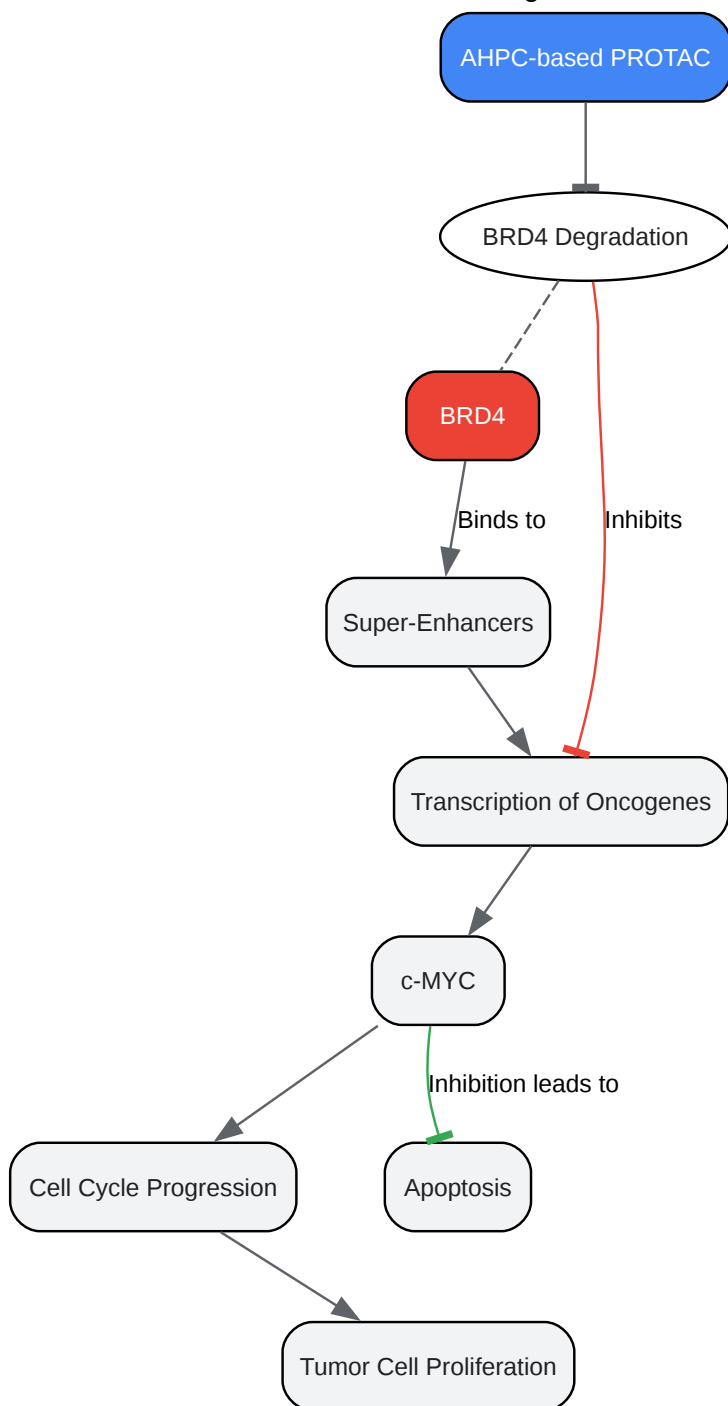 AHPC-based PROTAC
BRD4 Degradation
BRD4
Binds to
Inhibits
Super-Enhancers
Transcription of Oncogenes
c-MYC
Inhibition leads to
Cell Cycle Progression
Apoptosis
Tumor Cell Proliferation